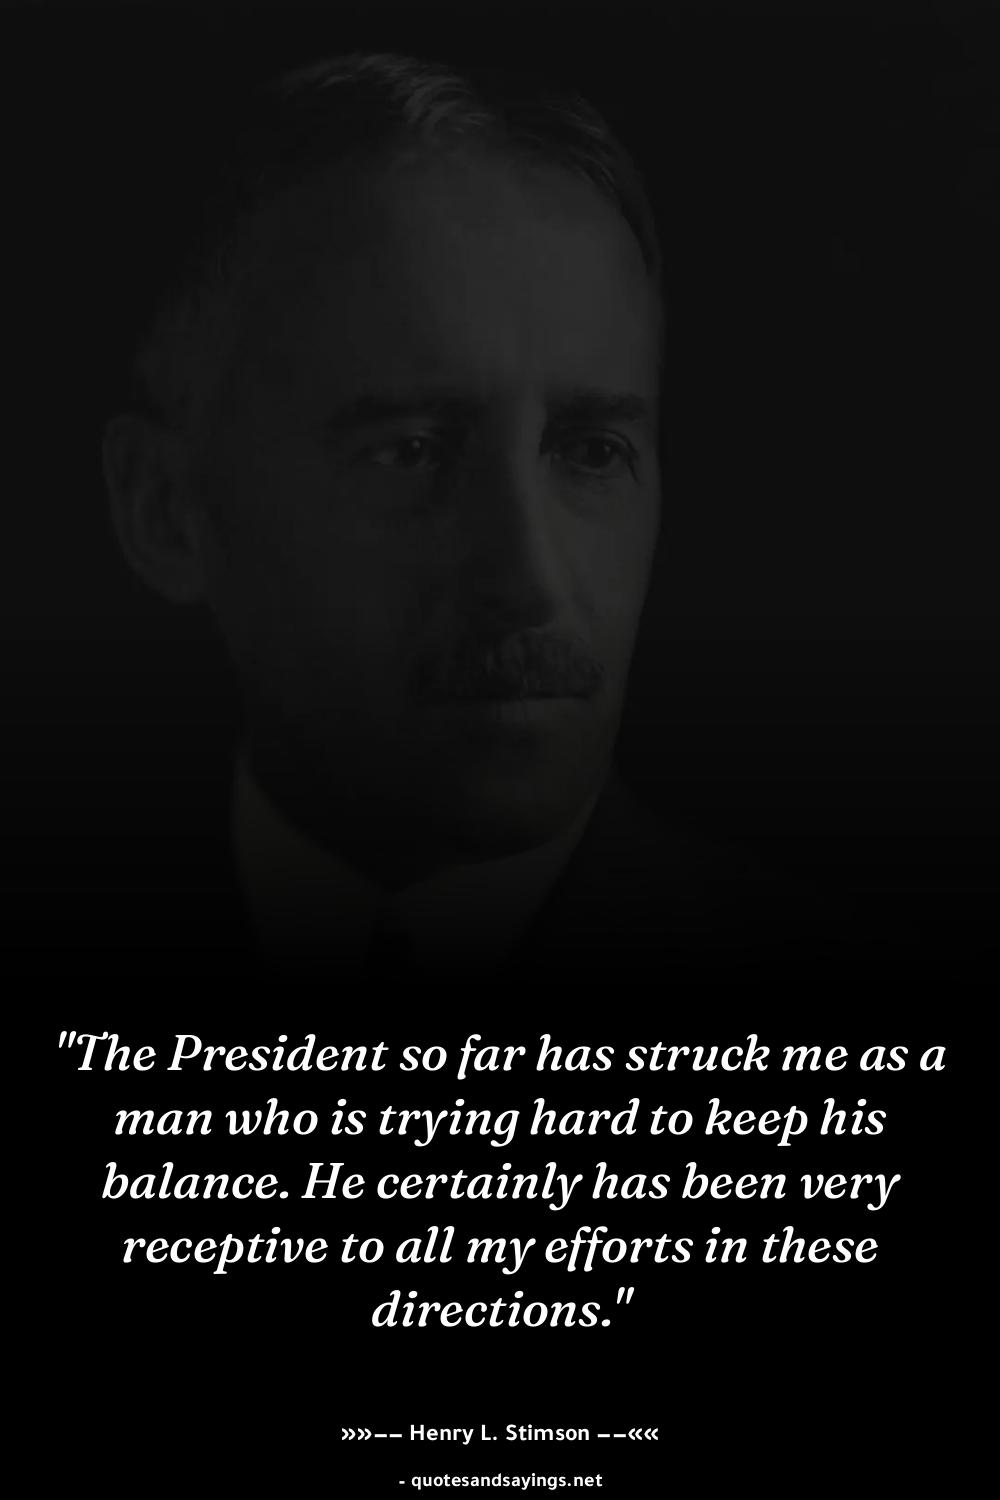 "The President so far has struck me as a
man who is trying hard to keep his
balance. He certainly has been very
receptive to all my efforts in these
directions."
»»–– Henry L. Stimson ––««
- quotesandsayings.net